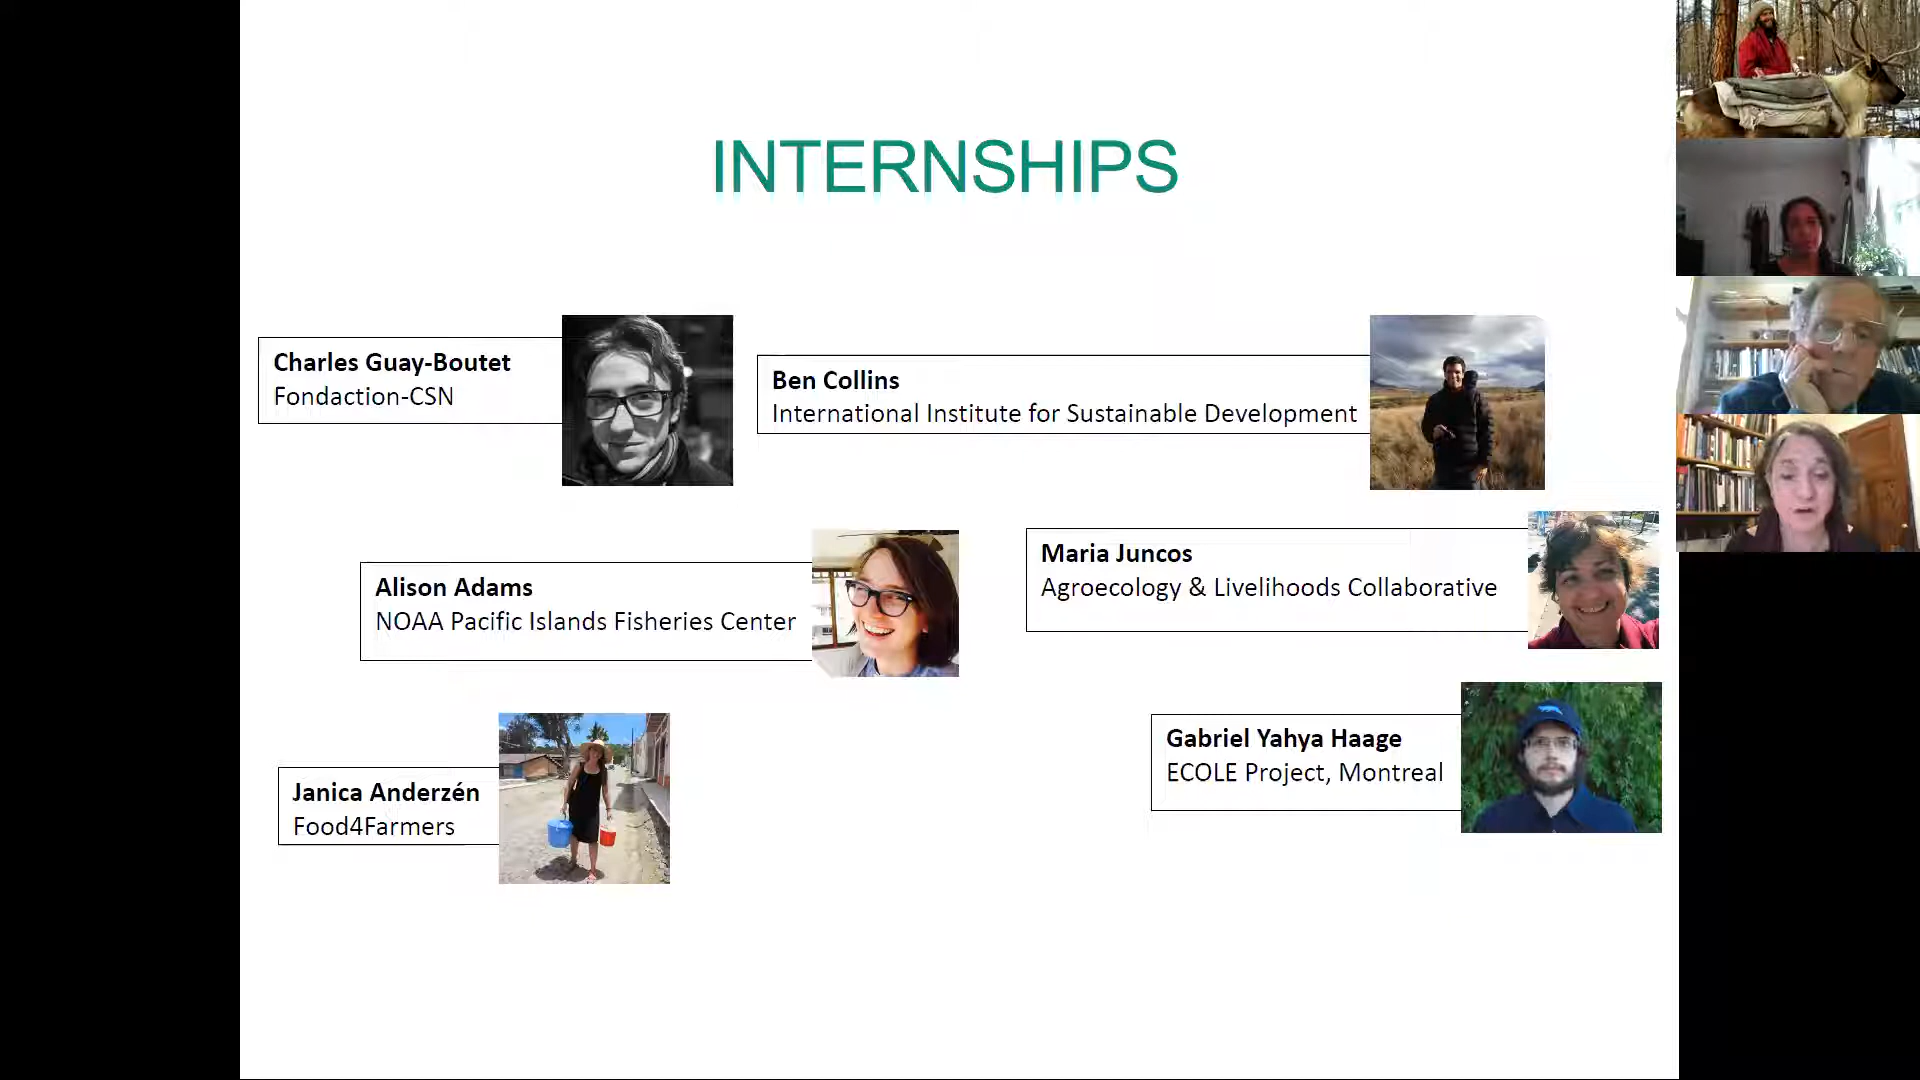 INTERNSHIPS
Charles Guay-Boutet
Fondaction-CSN
Ben Collins
International Institute for Sustainable Development
Alison Adams
NOAA Pacific Islands Fisheries Center
Maria Juncos
Agroecology & Livelihoods Collaborative
Janica Anderzén
Food4Farmers
Gabriel Yahya Haage
ECOLE Project, Montreal